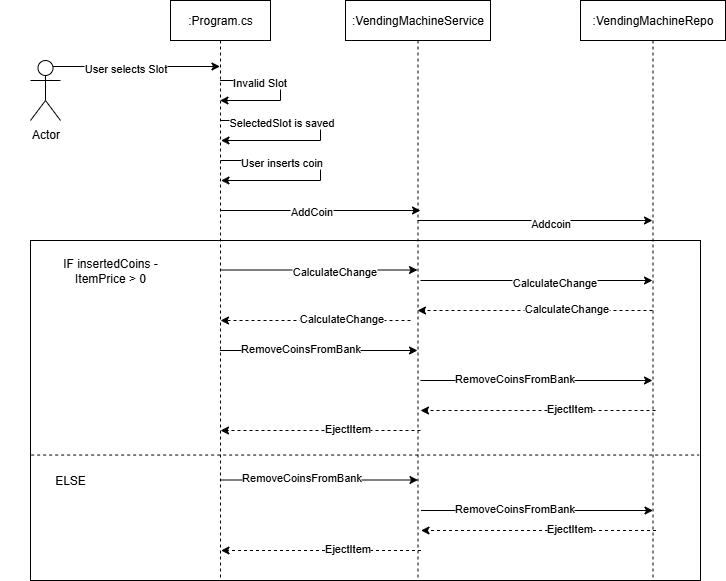 :Program.cs
:VendingMachineService
:VendingMachineRepo
User selects Slot
Invalid Slot
SelectedSlot is saved
Actor
User inserts coin
AddCoin
Addcoin
IF insertedCoins -
ItemPrice > 0
CalculateChange
CalculateChange
CalculateChange
CalculateChange
RemoveCoinsFromBank
RemoveCoinsFromBank
EjectItem
EjectItem
ELSE
RemoveCoinsFromBank
RemoveCoinsFromBank
EjectItem
EjectItem